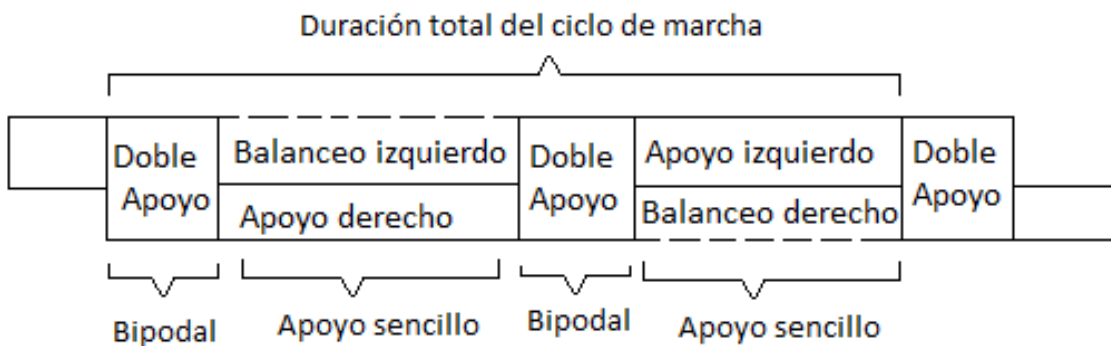 Duración total del ciclo de marcha
Doble
Apoyo
Balanceo izquierdo
Apoyo derecho
Doble
Apoyo
Apoyo izquierdo
Balanceo derecho
Doble
Apoyo
Bipodal
Apoyo sencillo
Bipodal
Apoyo sencillo